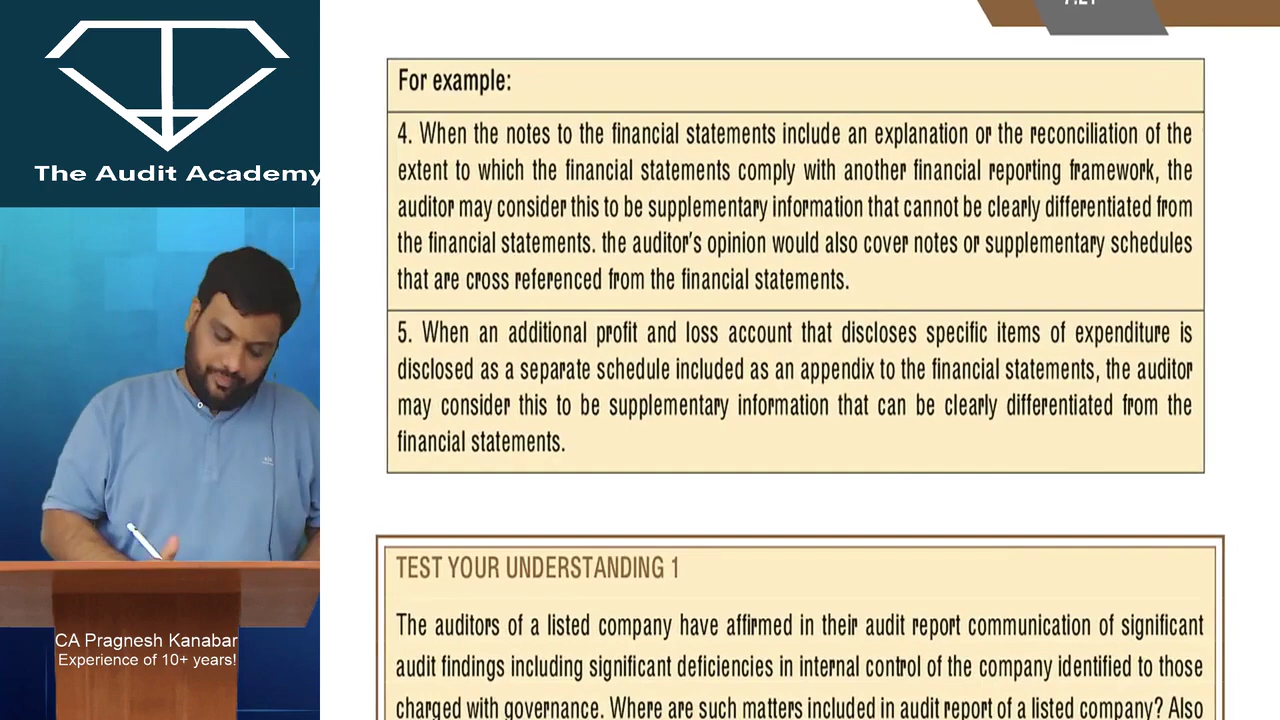 The Audit Academy
CA Pragnesh Kanabar
Experience of 10+ years!
For example:
4. When the notes to the financial statements include an explanation or the reconciliation of the
extent to which the financial statements comply with another financial reporting framework, the
auditor may consider this to be supplementary information that cannot be clearly differentiated from
the financial statements. the auditor's opinion would also cover notes or supplementary schedules
that are cross referenced from the financial statements.
5. When an additional profit and loss account that discloses specific items of expenditure is
disclosed as a separate schedule included as an appendix to the financial statements, the auditor
may consider this to be supplementary information that can be clearly differentiated from the
financial statements.
TEST YOUR UNDERSTANDING 1
The auditors of a listed company have affirmed in their audit report communication of significant
audit findings including significant deficiencies in internal control of the company identified to those
charged with governance. Where are such matters included in audit report of a listed company? Also